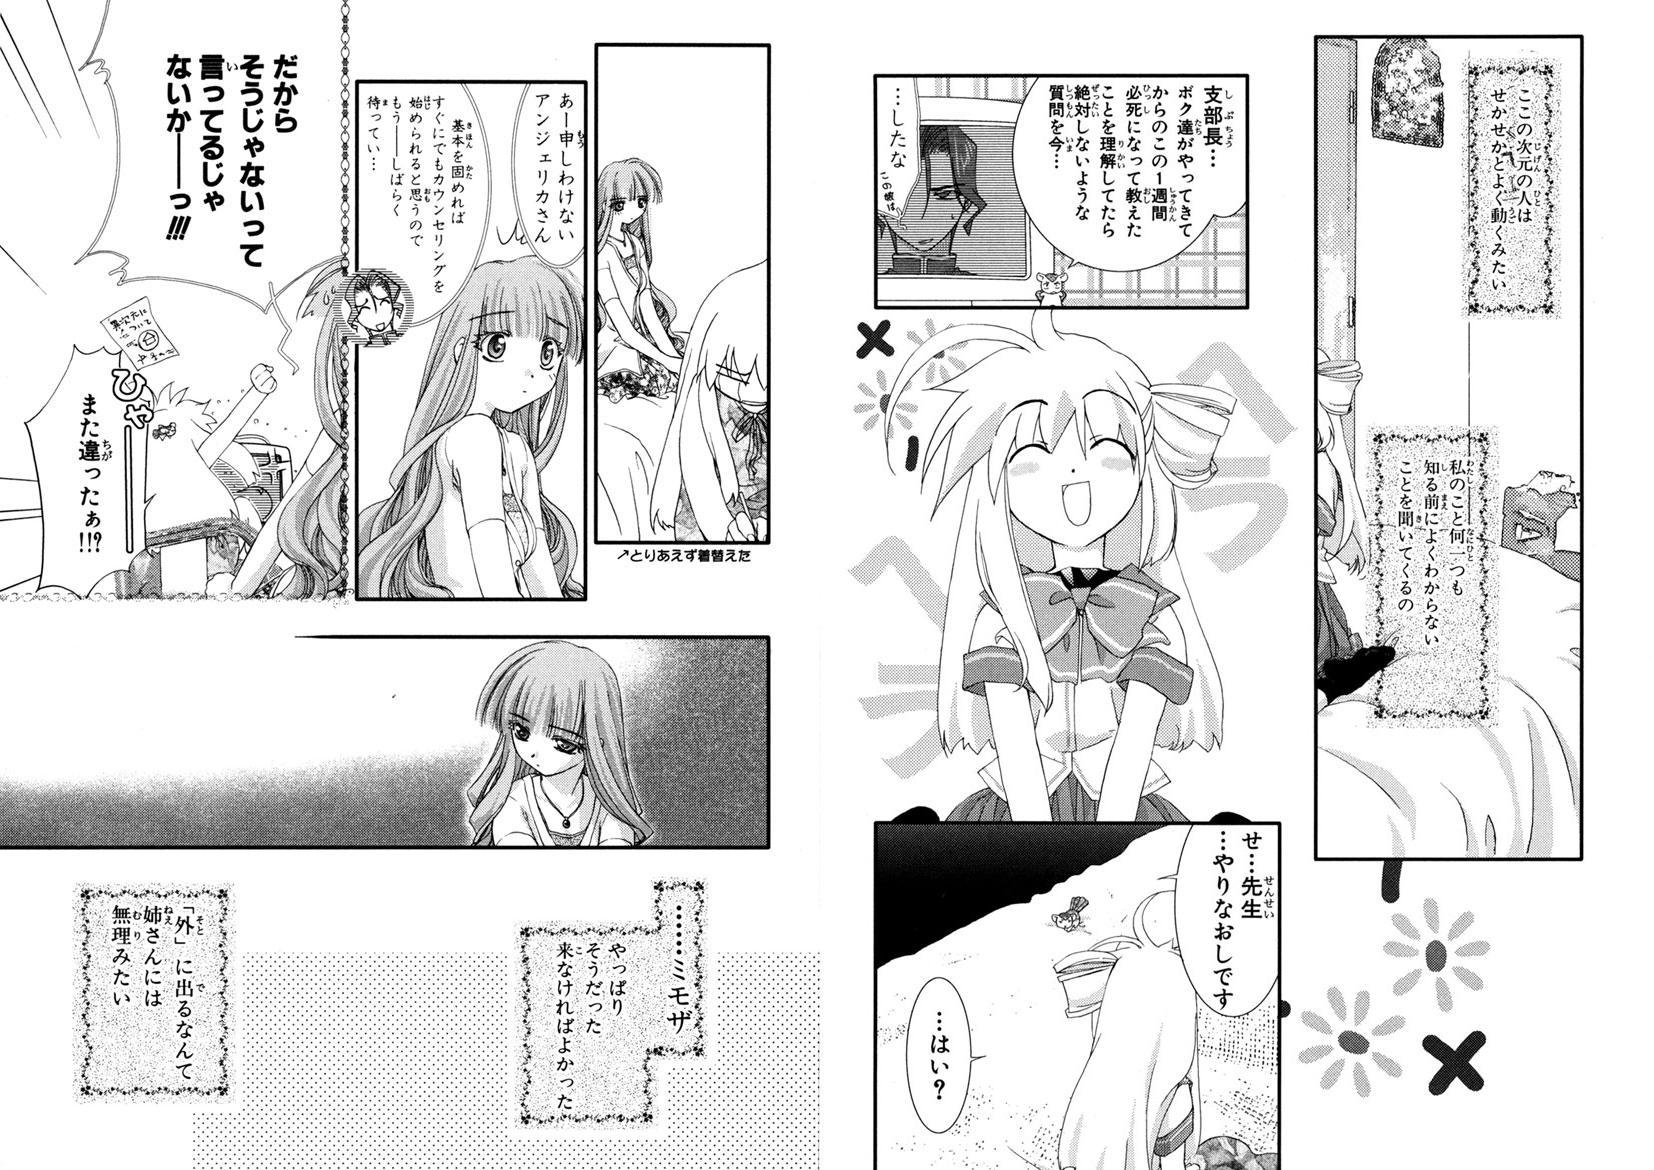 ここの次元の人は
せかせかとよく動くみたい
私のこと何一つも
知る前によくわからない
ことを聞いてくるの
支部長…
ボク達がやってきて
からのこの1週間
必死になって教えた
ことを理解してたら
絶対しないような
質問を今…
…したな
この彼は…
ヘラ
ヘラ
せ…先生
…やりなおしです
…はい?
↗とりあえず着替えた
あー申しわけない
アンジェリカさん
基本を固めれば
すぐにでもカウンセリングを
始められると思うので
もう──しばらく
待ってい…
だから
そうじゃないって
言ってるじゃ
ないか───っ!!!
異次元に
ついて
ひゃ───
また違ったぁ!!!?
……ミモザ
やっぱり
そうだった
来なければよかった
「外」に出るなんて
姉さんには
無理みたい